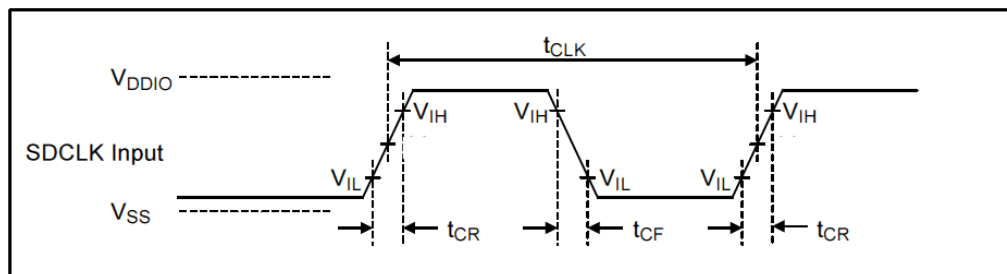 tCLK
VDDIO
VIH VIH VIH
SDCLK Input
VIL VIL VIL
VSS
tCR tCF tCR